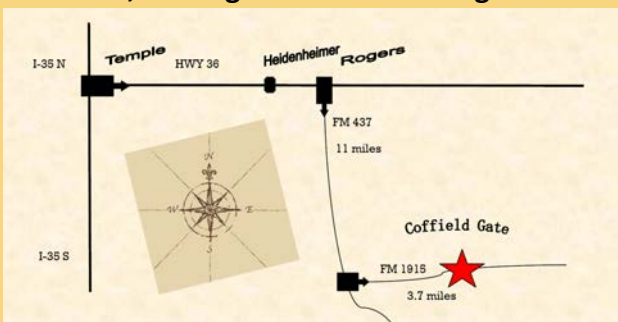 Temple
Heidenheimer
Rogers
I-35 N
HWY 36
FM 437
11 miles
N
W
E
S
Coffield Gate
I-35 S
FM 1915
3.7 miles